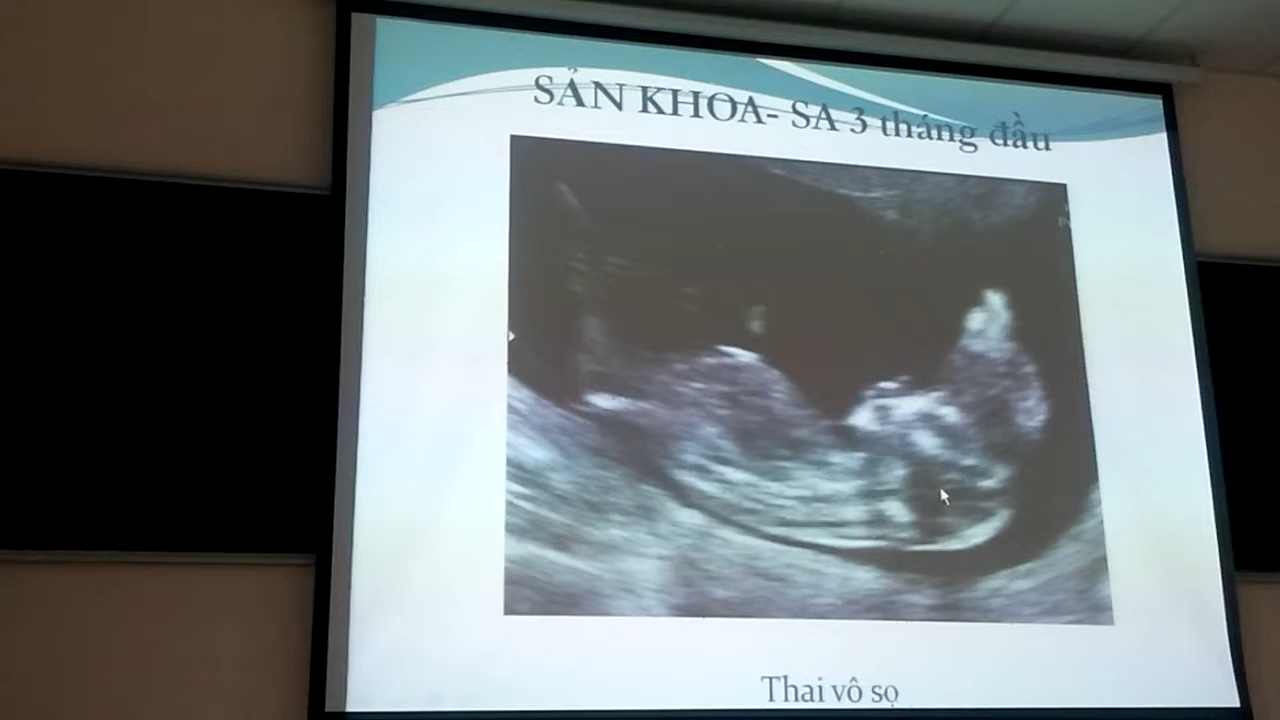 SẢN KHOA- SA 3 tháng đầu
Thai vô sọ